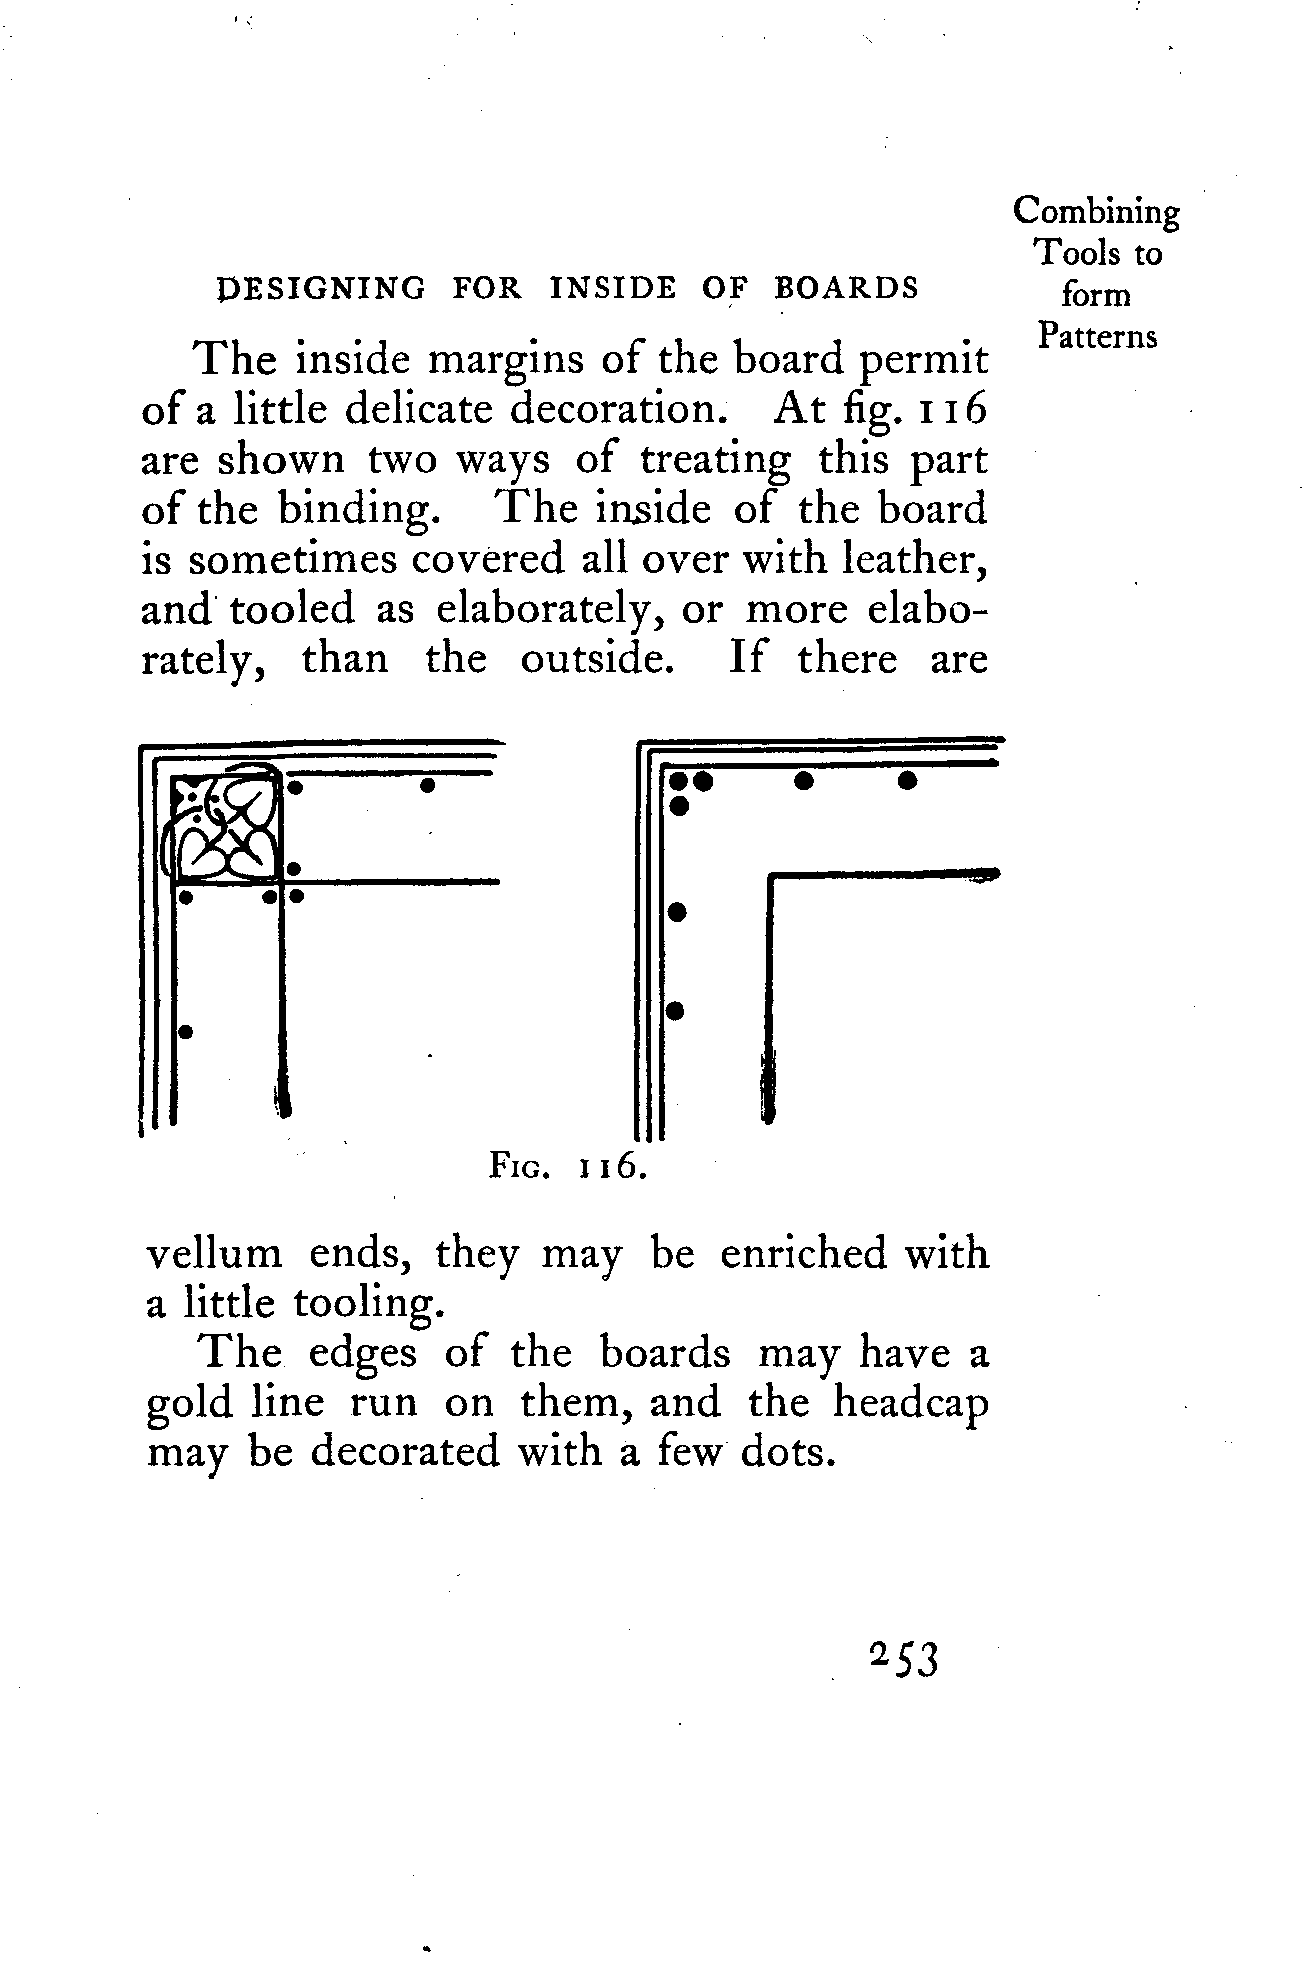 Combining
Tools to
form
Patterns
DESIGNING FOR INSIDE OF BOARDS
The inside margins of the board permit
of a little delicate decoration. At fig. 116
are shown two ways of treating this part
of the binding. The inside of the board
is sometimes covered all over with leather,
and tooled as elaborately, or more elabo-
rately, than the outside. If there are
Fig. 116.
vellum ends, they may be enriched with
a little tooling.
The edges of the boards may have a
gold line run on them, and the headcap
may be decorated with a few dots.
253